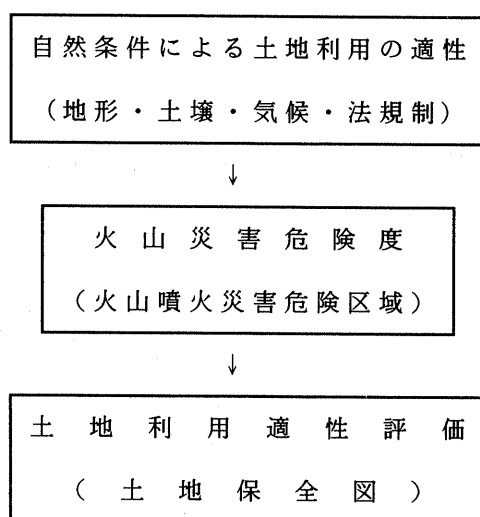 自然条件による土地利用の適性
（地形・土壌・気候・法規制）
↓
火山災害危険度
（火山噴火災害危険区域）
↓
土地利用適性評価
（土地保全図）